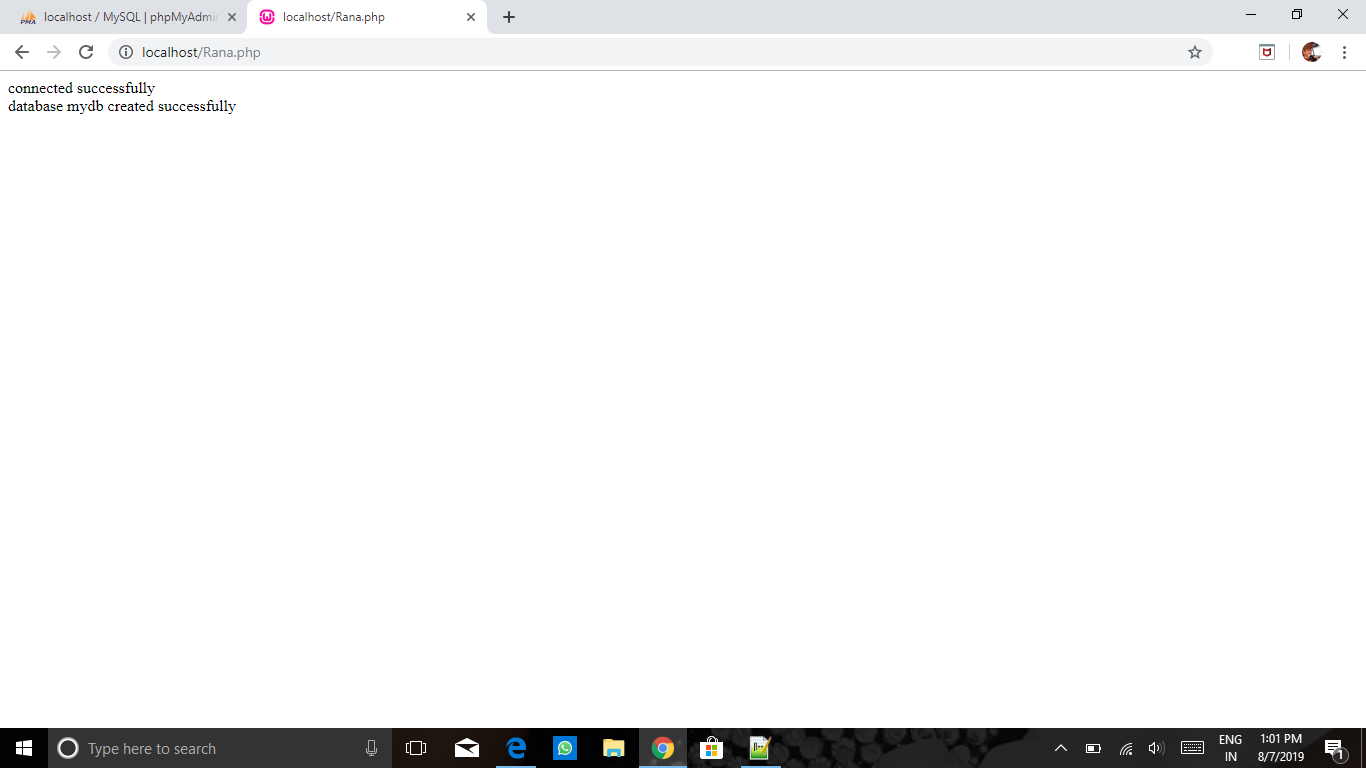 localhost / MySQL | phpMyAdmi
localhost/Rana.php
localhost/Rana.php
connected successfully
database mydb created successfully
Type here to search
ENG
IN
1:01 PM
8/7/2019
1